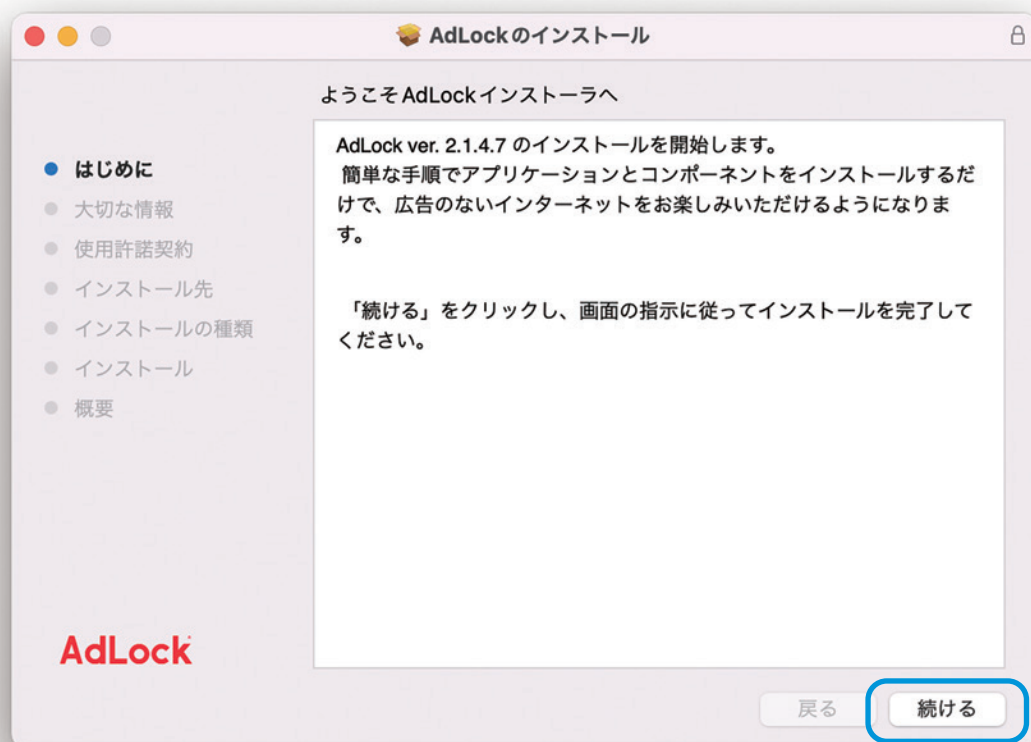 AdLockのインストール
ようこそAdLockインストーラへ
はじめに
大切な情報
使用許諾契約
インストール先
インストールの種類
インストール
概要
AdLock ver. 2.1.4.7 のインストールを開始します。
簡単な手順でアプリケーションとコンポーネントをインストールするだ
けで、広告のないインターネットをお楽しみいただけるようになりま
す。
「続ける」をクリックし、画面の指示に従ってインストールを完了して
ください。
AdLock
戻る
続ける